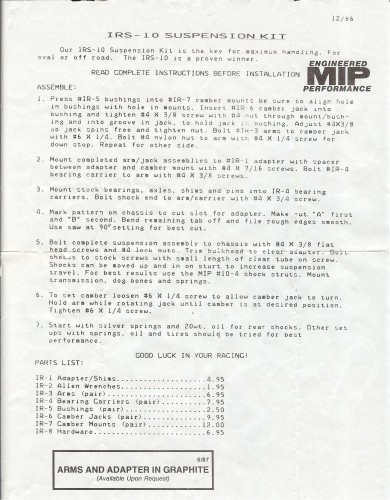 12/86
IRS-10 SUSPENSION KIT
Our IRS-10 Suspension Kit is the key for maximum handling. For
oval or off road. The IRS-10 is a proven winner.
READ COMPLETE INSTRUCTIONS BEFORE INSTALLATION
ENGINEERED
MIP
PERFORMANCE
ASSEMBLE:
1. Press #IR-5 bushings into #IR-7 camber mounts be sure to align hole
in bushings with hole in mounts. Insert #IR-6 camber jack into
bushing and tighten #4 X 3/8 screw with #4 nut through mount/bush-
ing and into groove in jack, to hold jack in bushing. Adjust #4X3/8
so jack spins free and tighten nut. Bolt #IR-3 arms to camber jack
with #6 X 1/4. Bolt #4 nylon nut to arm with #4 X 1/4 screw for
down stop. Repeat for other side.
2. Mount completed arm/jack assemblies to #IR-1 adapter with spacer
between adapter and camber mount with #4 X 7/16 screws. Bolt #IR-4
bearing carrier to arm with #4 X 3/8 screws.
3. Mount stock bearings, axles, shims and pins into IR-4 bearing
carriers. Bolt shock end to arm/carrier with #4 X 3/4 screw.
4. Mark pattern on chassis to cut slot for adapter. Make cut "A" first
and "B" second. Bend remaining tab off and file rough edges smooth.
Use saw at 90° setting for best cut.
5. Bolt complete suspension assembly to chassis with #4 X 3/8 flat
head screws and #4 lock nuts. Trim bulkhead to clear adapter. Bolt
shocks to stock screws with small length of clear tube on screw.
Shocks can be moved up and in on strut to increase suspension
travel. For best results use the MIP #10-4 shock struts. Mount
transmission, dog bones and springs.
6. To set camber loosen #6 X 1/4 screw to allow camber jack to turn.
Hold arm while rotating jack until camber is at desired position.
Tighten #6 X 1/4 screw.
7. Start with silver springs and 20wt. oil for rear shocks. Other set
ups with springs, oil and tires should be tried for best
performance.
GOOD LUCK IN YOUR RACING!
PARTS LIST:
IR-1 Adapter/Shims..................4.95
IR-2 Allen Wrenches.................1.95
IR-3 Arms (pair)....................6.95
IR-4 Bearing Carriers (pair)........7.95
IR-5 Bushings (pair)................2.50
IR-6 Camber Jacks (pair)............9.95
IR-7 Camber Mounts (pair)..........12.00
IR-8 Hardware.......................6.95
5/87
ARMS AND ADAPTER IN GRAPHITE
(Available Upon Request)